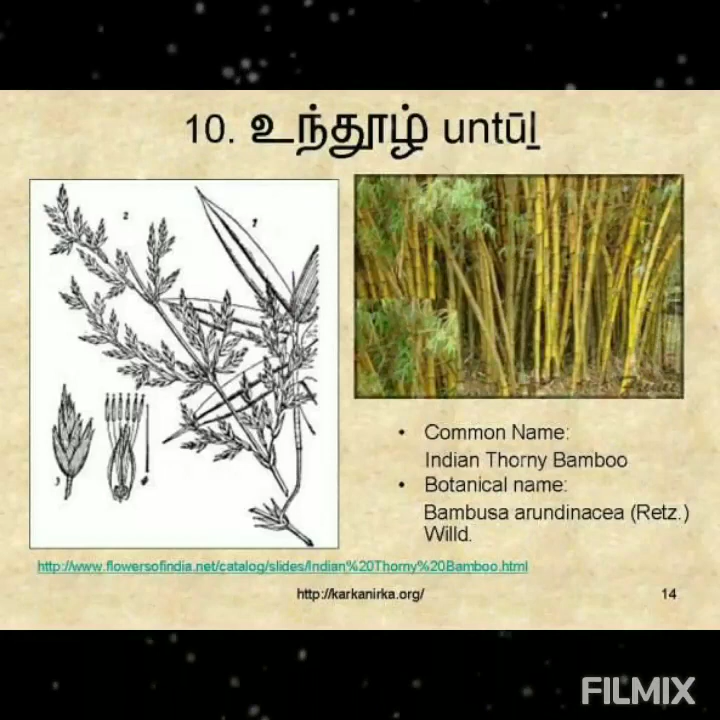 10. உந்தூழ் untūḻ
• Common Name:
Indian Thorny Bamboo
• Botanical name:
Bambusa arundinacea (Retz.)
Willd.
http://www.flowersofindia.net/catalog/slides/Indian%20Thorny%20Bamboo.html
http://karkanirka.org/
14
FILMIX